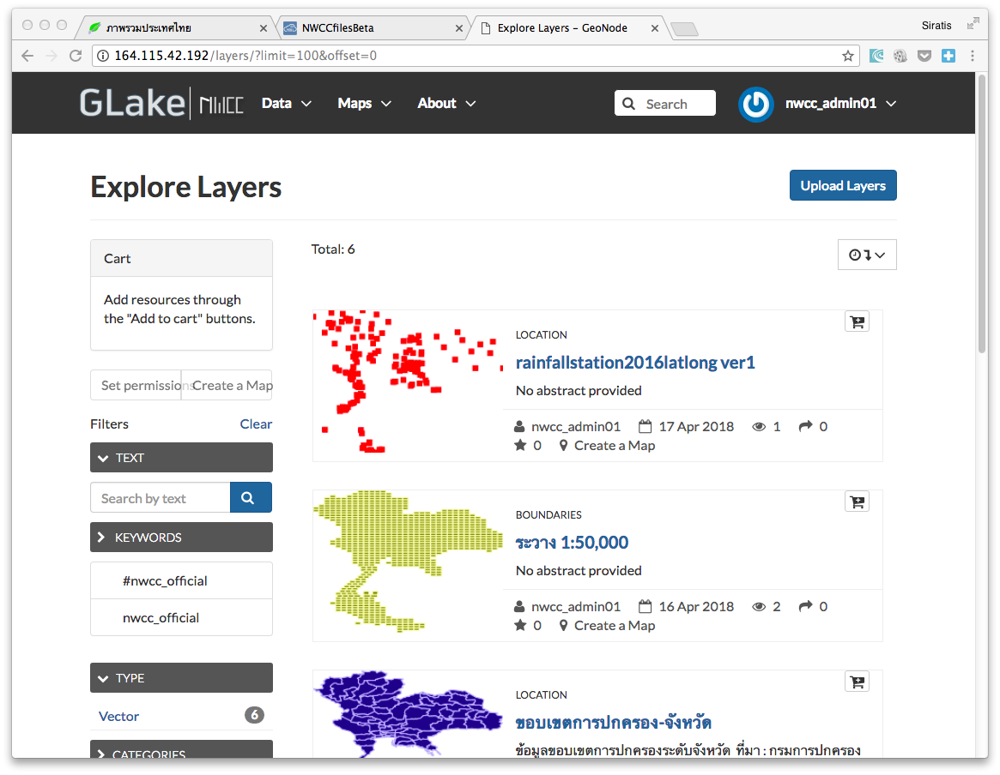 ภาพรวมประเทศไทย
NWCCfilesBeta
Explore Layers – GeoNode
Siratis
164.115.42.192/layers/?limit=100&offset=0
GLake
NWCC
Data
Maps
About
Search
nwcc_admin01
Explore Layers
Upload Layers
Cart
Add resources through
the "Add to cart" buttons.
Set permissions
Create a Map
Filters
Clear
TEXT
Search by text
KEYWORDS
#nwcc_official
nwcc_official
TYPE
Vector
6
CATEGORIES
Total: 6
LOCATION
rainfallstation2016latlong ver1
No abstract provided
nwcc_admin01 17 Apr 2018 1 0
0 Create a Map
BOUNDARIES
ระวาง 1:50,000
No abstract provided
nwcc_admin01 16 Apr 2018 2 0
0 Create a Map
LOCATION
ขอบเขตการปกครอง-จังหวัด
ข้อมูลขอบเขตการปกครองระดับจังหวัด ที่มา : กรมการปกครอง